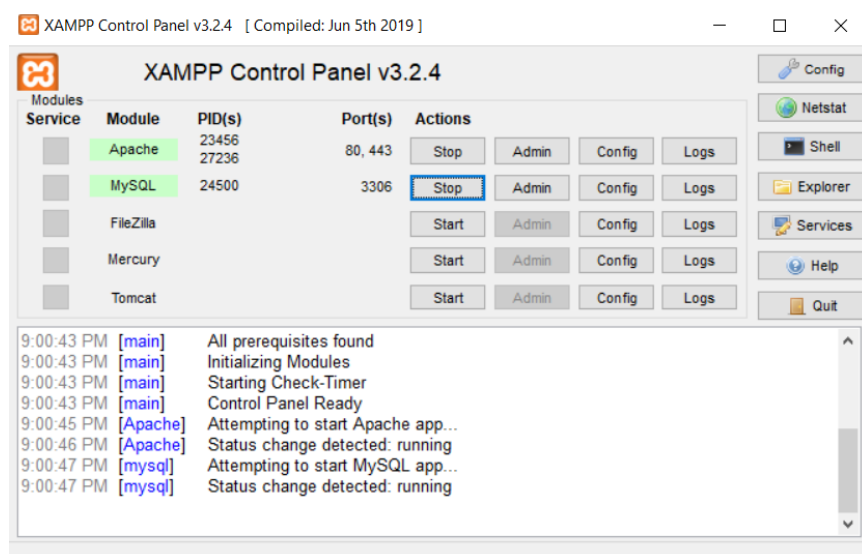 XAMPP Control Panel v3.2.4 [ Compiled: Jun 5th 2019 ]
XAMPP Control Panel v3.2.4
Config
Modules
Service Module PID(s) Port(s) Actions
Netstat
Apache 23456 27236 80, 443 Stop Admin Config Logs
Shell
MySQL 24500 3306 Stop Admin Config Logs
Explorer
FileZilla Start Admin Config Logs
Services
Mercury Start Admin Config Logs
Help
Tomcat Start Admin Config Logs
Quit
9:00:43 PM [main] All prerequisites found
9:00:43 PM [main] Initializing Modules
9:00:43 PM [main] Starting Check-Timer
9:00:43 PM [main] Control Panel Ready
9:00:45 PM [Apache] Attempting to start Apache app...
9:00:46 PM [Apache] Status change detected: running
9:00:47 PM [mysql] Attempting to start MySQL app...
9:00:47 PM [mysql] Status change detected: running